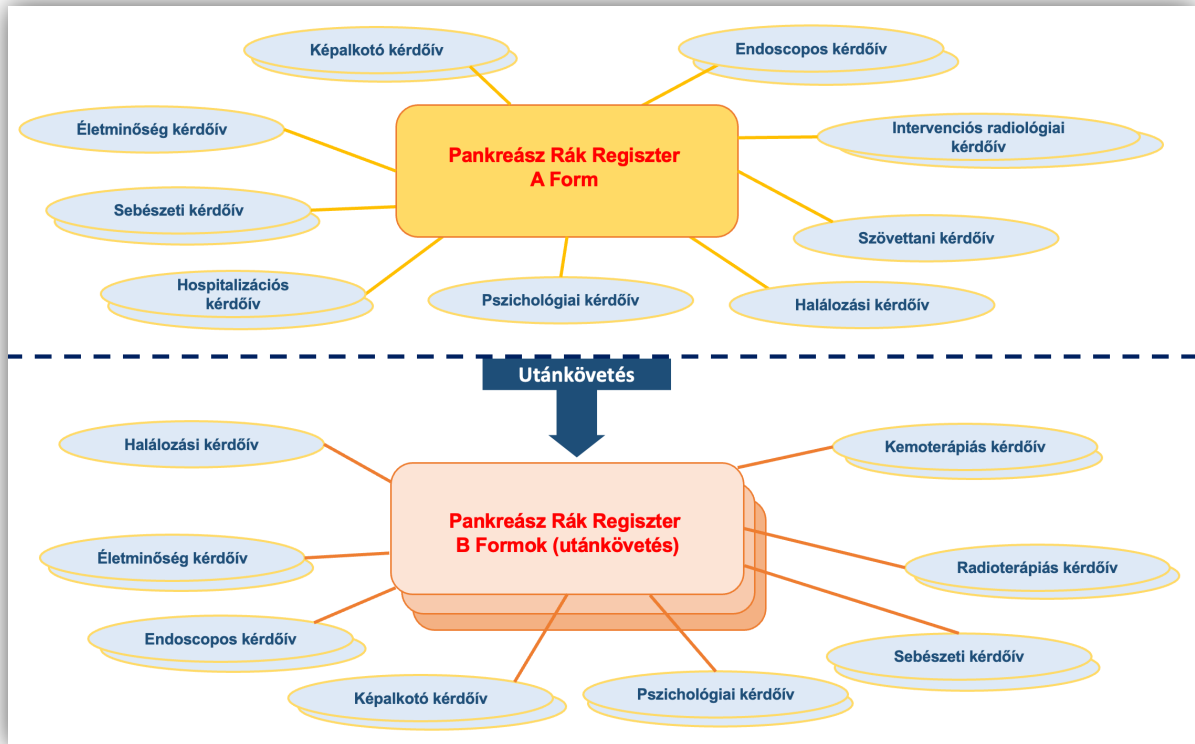 Képalkotó kérdőív
Endoscopos kérdőív
Életminőség kérdőív
Intervenciós radiológiai
kérdőív
Pankreász Rák Regiszter
A Form
Sebészeti kérdőív
Szövettani kérdőív
Hospitalizációs
kérdőív
Pszichológiai kérdőív
Halálozási kérdőív
Utánkövetés
Halálozási kérdőív
Kemoterápiás kérdőív
Pankreász Rák Regiszter
B Formok (utánkövetés)
Életminőség kérdőív
Radioterápiás kérdőív
Endoscopos kérdőív
Sebészeti kérdőív
Képalkotó kérdőív
Pszichológiai kérdőív